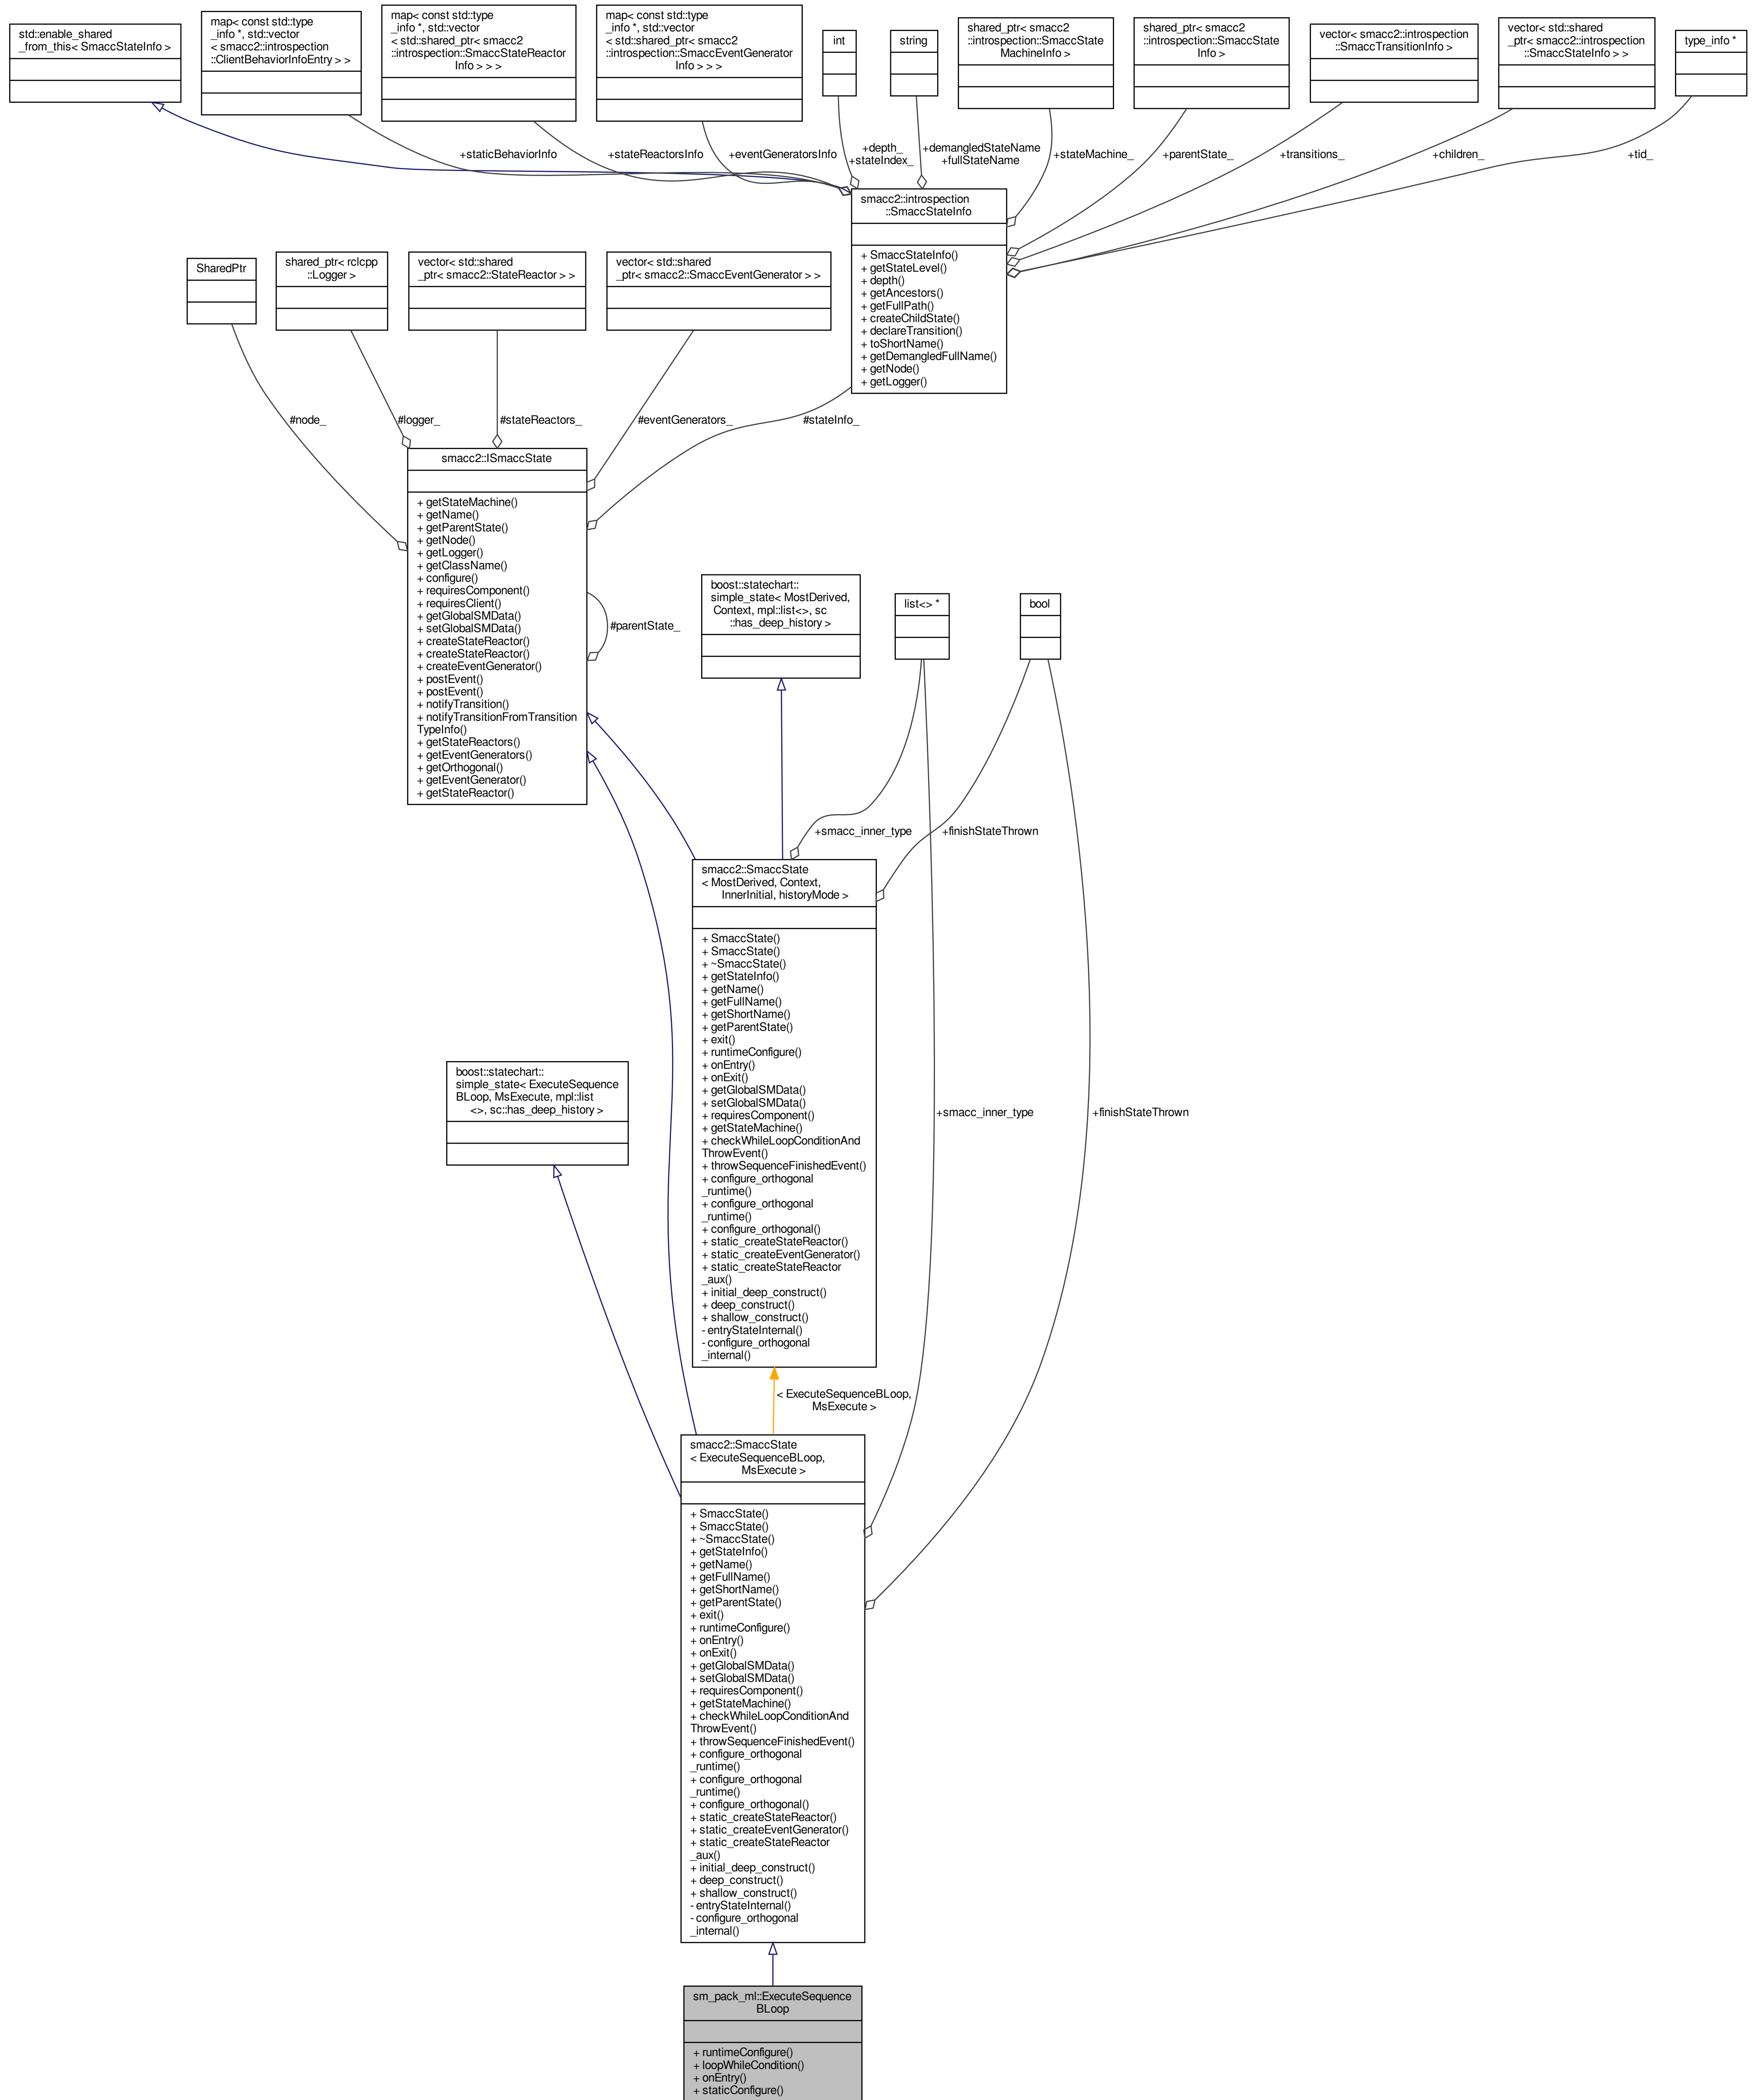 std::enable_shared
_from_this< SmaccStateInfo >
map< const std::type
_info *, std::vector
< smacc2::introspection
::ClientBehaviorInfoEntry > >
map< const std::type
_info *, std::vector
< std::shared_ptr< smacc2
::introspection::SmaccStateReactor
Info > > >
map< const std::type
_info *, std::vector
< std::shared_ptr< smacc2
::introspection::SmaccEventGenerator
Info > > >
int
string
shared_ptr< smacc2
::introspection::SmaccState
MachineInfo >
shared_ptr< smacc2
::introspection::SmaccState
Info >
vector< smacc2::introspection
::SmaccTransitionInfo >
vector< std::shared
_ptr< smacc2::introspection
::SmaccStateInfo > >
type_info *
+staticBehaviorInfo
+stateReactorsInfo
+eventGeneratorsInfo
+depth_
+stateIndex_
+demangledStateName
+fullStateName
+stateMachine_
+parentState_
+transitions_
+children_
+tid_
smacc2::introspection
::SmaccStateInfo
+ SmaccStateInfo()
+ getStateLevel()
+ depth()
+ getAncestors()
+ getFullPath()
+ createChildState()
+ declareTransition()
+ toShortName()
+ getDemangledFullName()
+ getNode()
+ getLogger()
SharedPtr
shared_ptr< rclcpp
::Logger >
vector< std::shared
_ptr< smacc2::StateReactor > >
vector< std::shared
_ptr< smacc2::SmaccEventGenerator > >
#node_
#logger_
#stateReactors_
#eventGenerators_
#stateInfo_
smacc2::ISmaccState
+ getStateMachine()
+ getName()
+ getParentState()
+ getNode()
+ getLogger()
+ getClassName()
+ configure()
+ requiresComponent()
+ requiresClient()
+ getGlobalSMData()
+ setGlobalSMData()
+ createStateReactor()
+ createStateReactor()
+ createEventGenerator()
+ postEvent()
+ postEvent()
+ notifyTransition()
+ notifyTransitionFromTransition
TypeInfo()
+ getStateReactors()
+ getEventGenerators()
+ getOrthogonal()
+ getEventGenerator()
+ getStateReactor()
#parentState_
boost::statechart::
simple_state< MostDerived,
Context, mpl::list<>, sc
::has_deep_history >
list<> *
bool
+smacc_inner_type
+finishStateThrown
smacc2::SmaccState
< MostDerived, Context,
InnerInitial, historyMode >
+ SmaccState()
+ SmaccState()
+ ~SmaccState()
+ getStateInfo()
+ getName()
+ getFullName()
+ getShortName()
+ getParentState()
+ exit()
+ runtimeConfigure()
+ onEntry()
+ onExit()
+ getGlobalSMData()
+ setGlobalSMData()
+ requiresComponent()
+ getStateMachine()
+ checkWhileLoopConditionAnd
ThrowEvent()
+ throwSequenceFinishedEvent()
+ configure_orthogonal
_runtime()
+ configure_orthogonal
_runtime()
+ configure_orthogonal()
+ static_createStateReactor()
+ static_createEventGenerator()
+ static_createStateReactor
_aux()
+ initial_deep_construct()
+ deep_construct()
+ shallow_construct()
- entryStateInternal()
- configure_orthogonal
_internal()
boost::statechart::
simple_state< ExecuteSequence
BLoop, MsExecute, mpl::list
<>, sc::has_deep_history >
+smacc_inner_type
+finishStateThrown
< ExecuteSequenceBLoop,
MsExecute >
smacc2::SmaccState
< ExecuteSequenceBLoop,
MsExecute >
+ SmaccState()
+ SmaccState()
+ ~SmaccState()
+ getStateInfo()
+ getName()
+ getFullName()
+ getShortName()
+ getParentState()
+ exit()
+ runtimeConfigure()
+ onEntry()
+ onExit()
+ getGlobalSMData()
+ setGlobalSMData()
+ requiresComponent()
+ getStateMachine()
+ checkWhileLoopConditionAnd
ThrowEvent()
+ throwSequenceFinishedEvent()
+ configure_orthogonal
_runtime()
+ configure_orthogonal
_runtime()
+ configure_orthogonal()
+ static_createStateReactor()
+ static_createEventGenerator()
+ static_createStateReactor
_aux()
+ initial_deep_construct()
+ deep_construct()
+ shallow_construct()
- entryStateInternal()
- configure_orthogonal
_internal()
sm_pack_ml::ExecuteSequence
BLoop
+ runtimeConfigure()
+ loopWhileCondition()
+ onEntry()
+ staticConfigure()